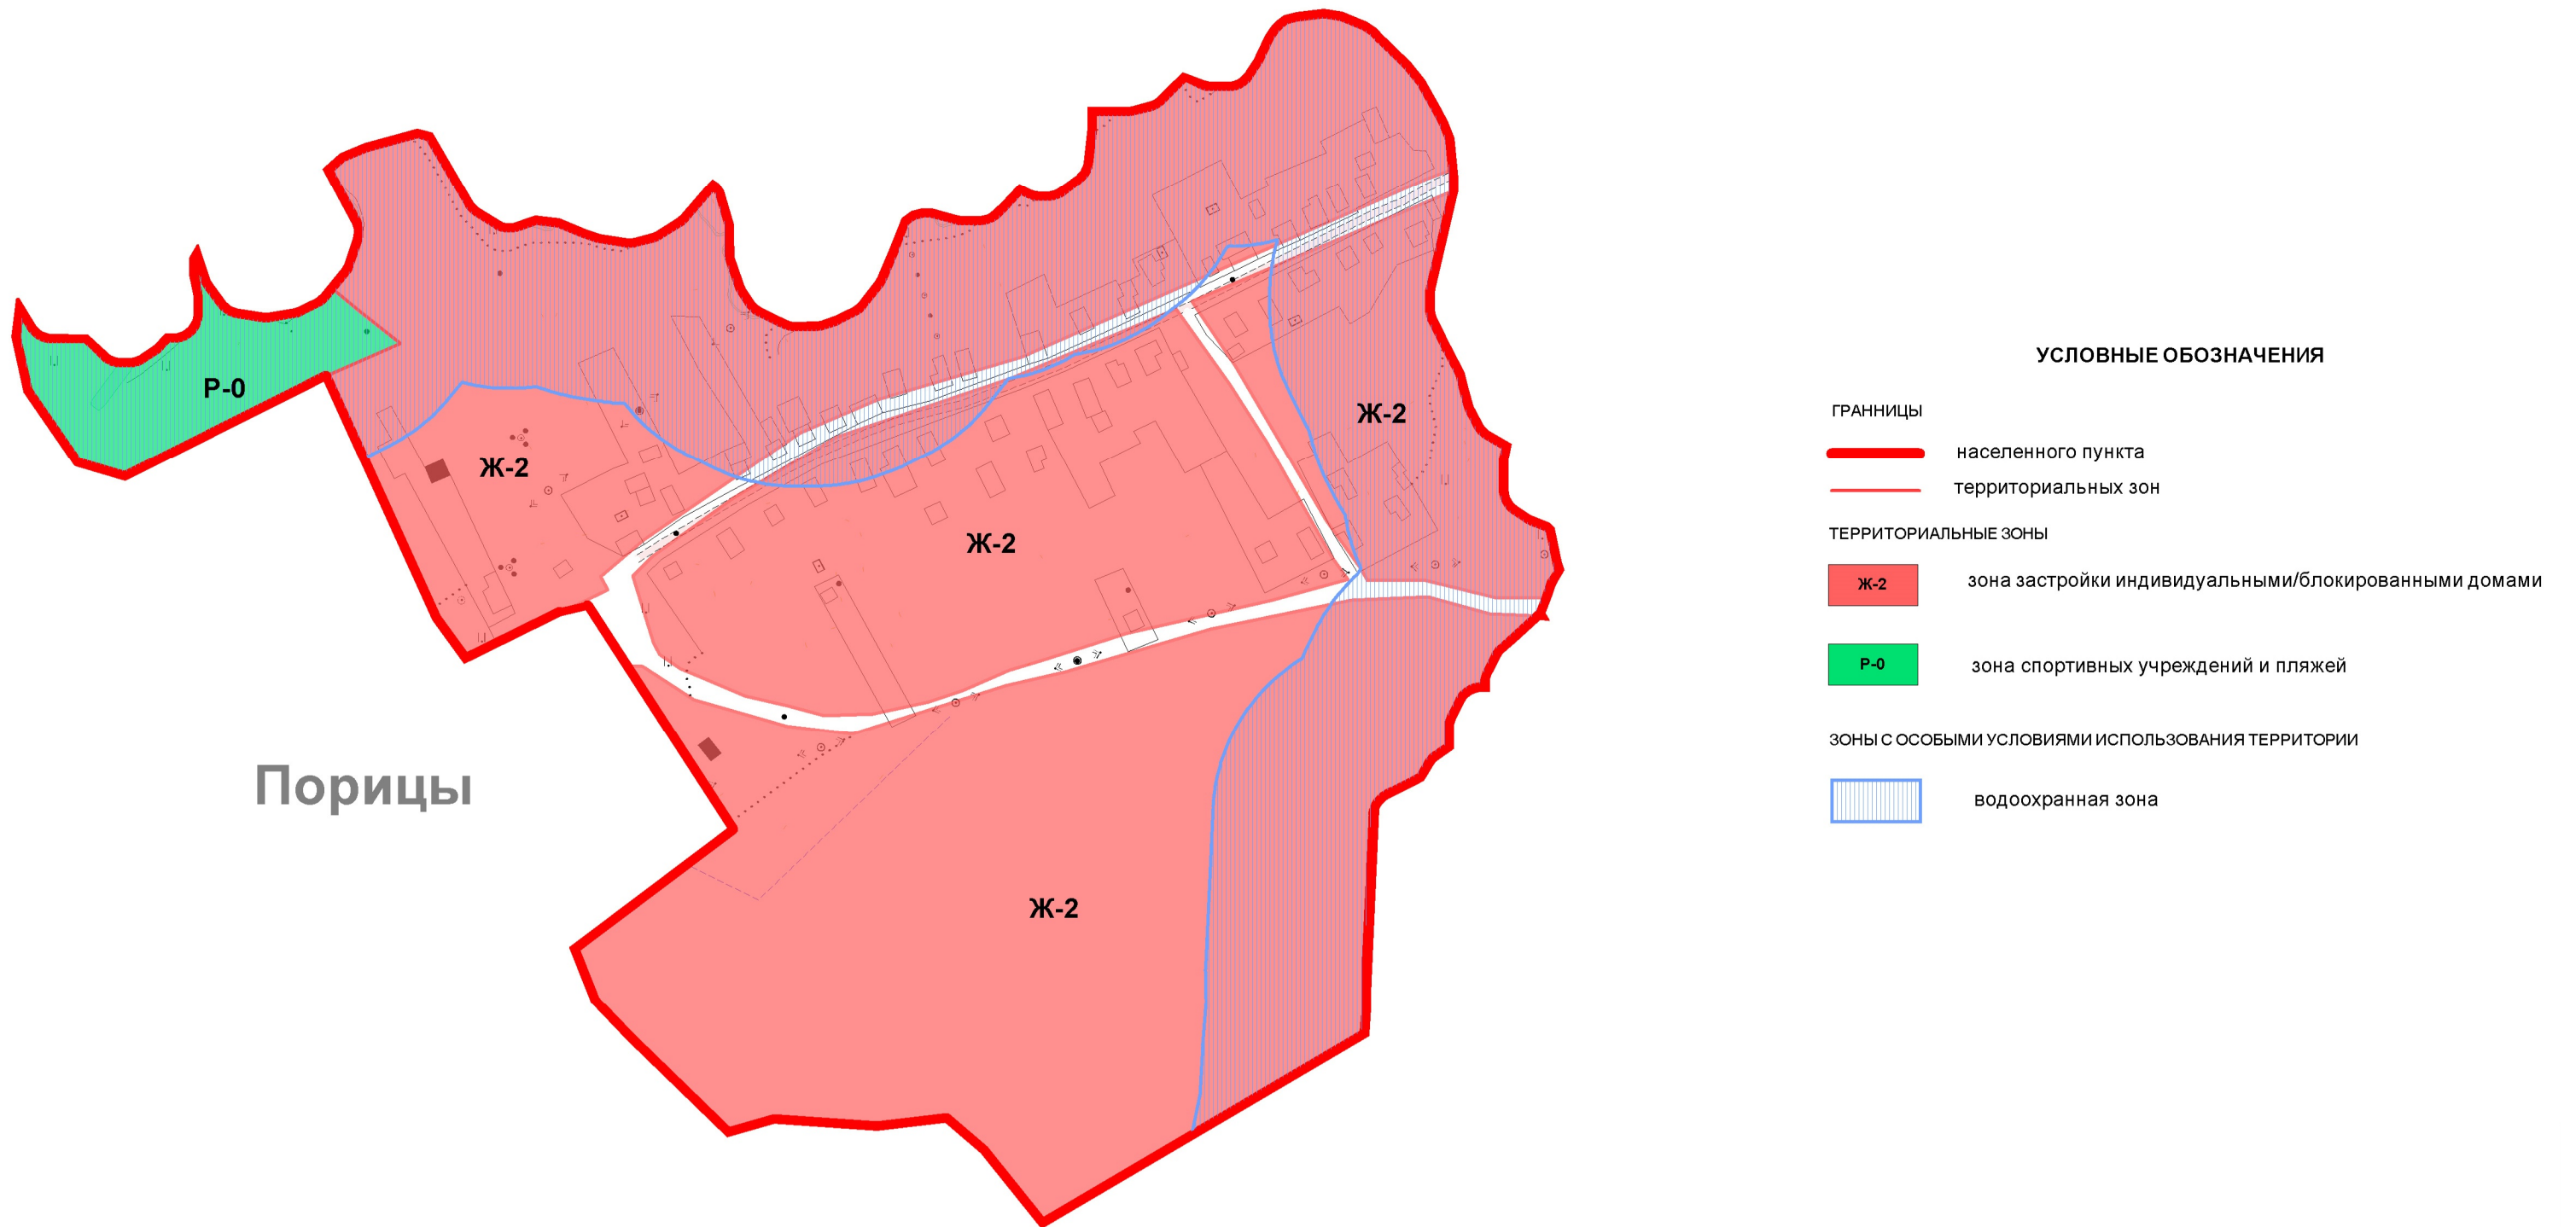 Р-0
Ж-2
Ж-2
Ж-2
Ж-2
Порицы
УСЛОВНЫЕ ОБОЗНАЧЕНИЯ
ГРАННИЦЫ
населенного пункта
территориальных зон
ТЕРРИТОРИАЛЬНЫЕ ЗОНЫ
Ж-2 зона застройки индивидуальными/блокированными домами
Р-0 зона спортивных учреждений и пляжей
ЗОНЫ С ОСОБЫМИ УСЛОВИЯМИ ИСПОЛЬЗОВАНИЯ ТЕРРИТОРИИ
водоохранная зона